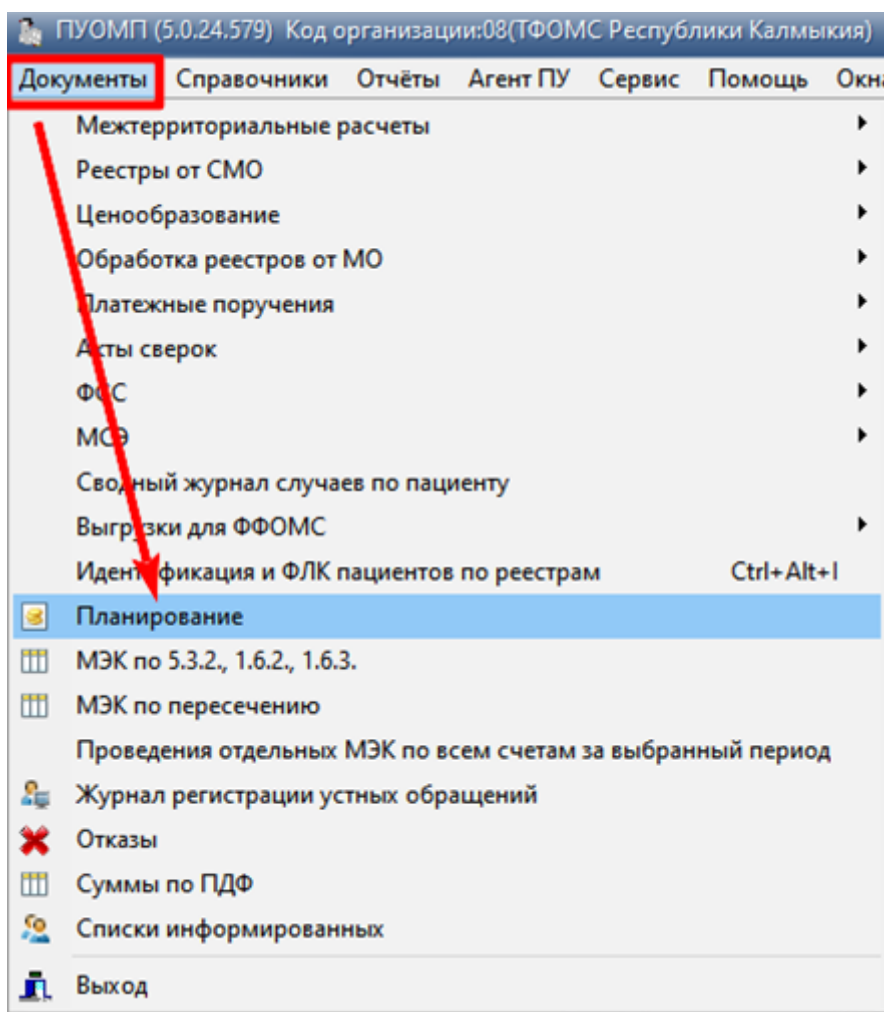 ПУОМП (5.0.24.579) Код организации:08(ТФОМС Республики Калмыкия)
Документы Справочники Отчёты Агент ПУ Сервис Помощь Окна
Межтерриториальные расчеты
Реестры от СМО
Ценообразование
Обработка реестров от МО
Платежные поручения
Акты сверок
ФСС
МСЭ
Сводный журнал случаев по пациенту
Выгрузки для ФФОМС
Идентификация и ФЛК пациентов по реестрам Ctrl+Alt+I
Планирование
МЭК по 5.3.2., 1.6.2., 1.6.3.
МЭК по пересечению
Проведения отдельных МЭК по всем счетам за выбранный период
Журнал регистрации устных обращений
Отказы
Суммы по ПДФ
Списки информированных
Выход